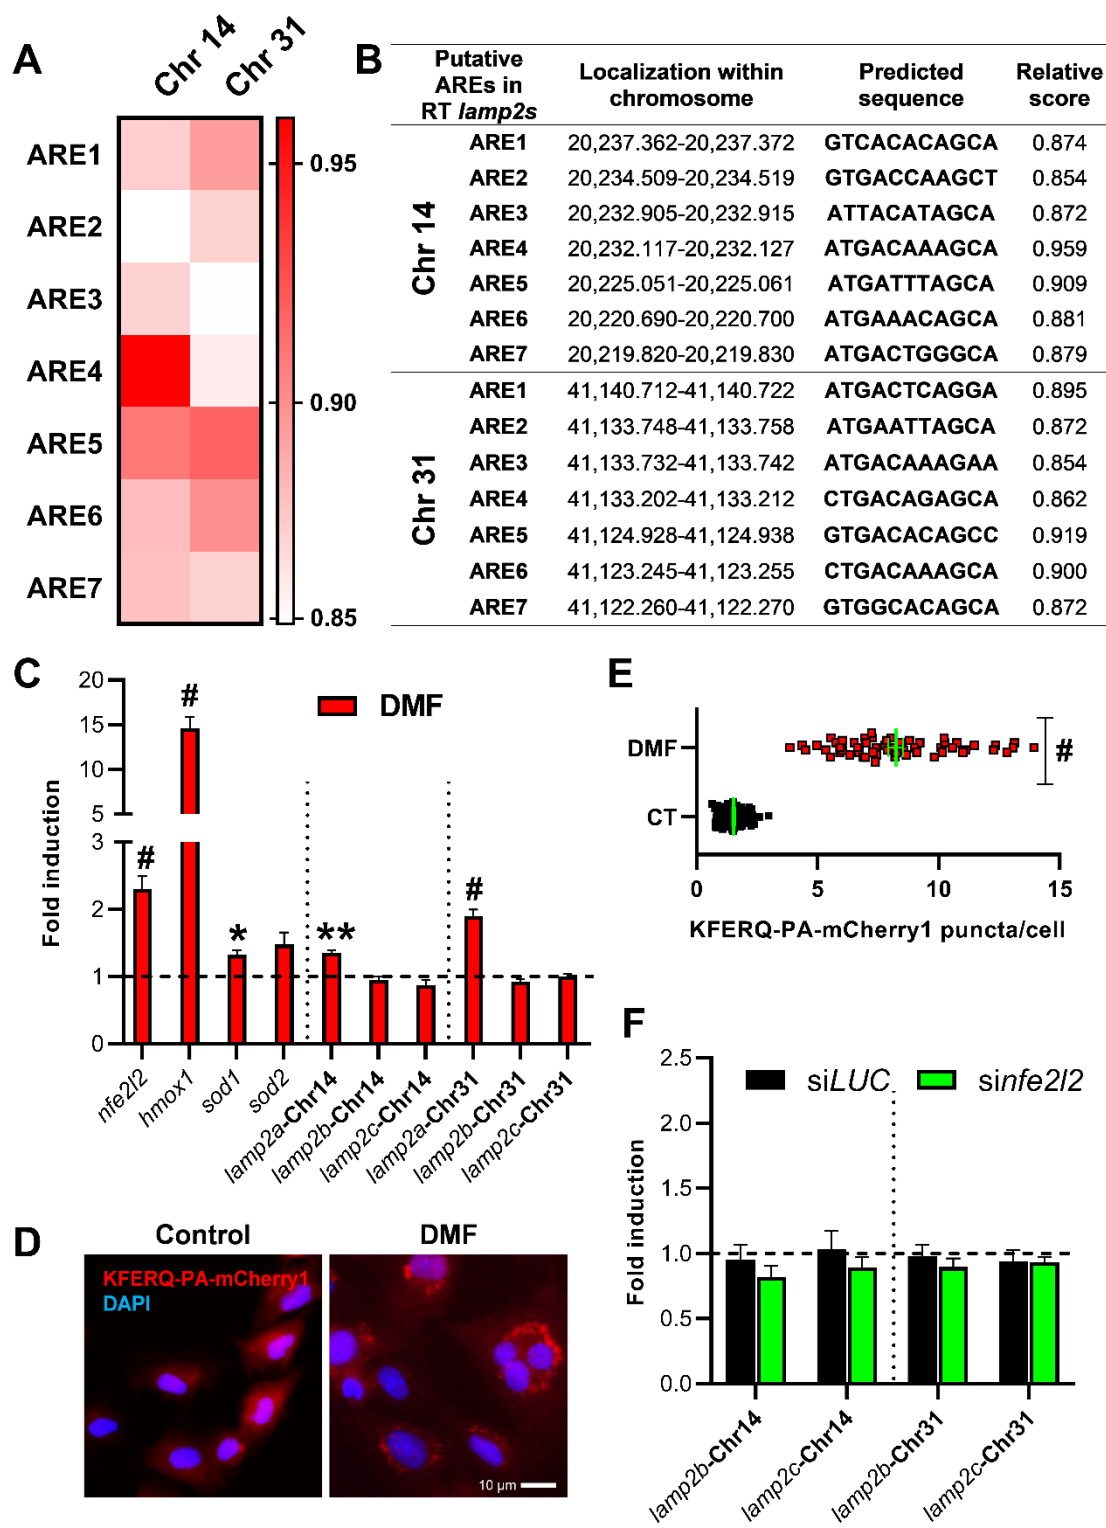 A
Chr 14
Chr 31
ARE1
ARE2
ARE3
ARE4
ARE5
ARE6
ARE7
0.95
0.90
0.85
B
Putative AREs in RT lamp2s
Localization within chromosome
Predicted sequence
Relative score
Chr 14
ARE1 20,237.362-20,237.372 GTCACACAGCA 0.874
ARE2 20,234.509-20,234.519 GTGACCAAGCT 0.854
ARE3 20,232.905-20,232.915 ATTACATAGCA 0.872
ARE4 20,232.117-20,232.127 ATGACAAAGCA 0.959
ARE5 20,225.051-20,225.061 ATGATTTAGCA 0.909
ARE6 20,220.690-20,220.700 ATGAAACAGCA 0.881
ARE7 20,219.820-20,219.830 ATGACTGGGCA 0.879
Chr 31
ARE1 41,140.712-41,140.722 ATGACTCAGGA 0.895
ARE2 41,133.748-41,133.758 ATGAATTAGCA 0.872
ARE3 41,133.732-41,133.742 ATGACAAAGAA 0.854
ARE4 41,133.202-41,133.212 CTGACAGAGCA 0.862
ARE5 41,124.928-41,124.938 GTGACACAGCC 0.919
ARE6 41,123.245-41,123.255 CTGACAAAGCA 0.900
ARE7 41,122.260-41,122.270 GTGGCACAGCA 0.872
C
Fold induction
20
15
10
5
3
2
1
0
DMF
#
#
*
**
#
nfe2l2
hmox1
sod1
sod2
lamp2a-Chr14
lamp2b-Chr14
lamp2c-Chr14
lamp2a-Chr31
lamp2b-Chr31
lamp2c-Chr31
D
Control
DMF
KFERQ-PA-mCherry1
DAPI
10 µm
E
DMF
CT
#
0 5 10 15
KFERQ-PA-mCherry1 puncta/cell
F
Fold induction
2.5
2.0
1.5
1.0
0.5
0.0
siLUC
sinfe2l2
lamp2b-Chr14
lamp2c-Chr14
lamp2b-Chr31
lamp2c-Chr31